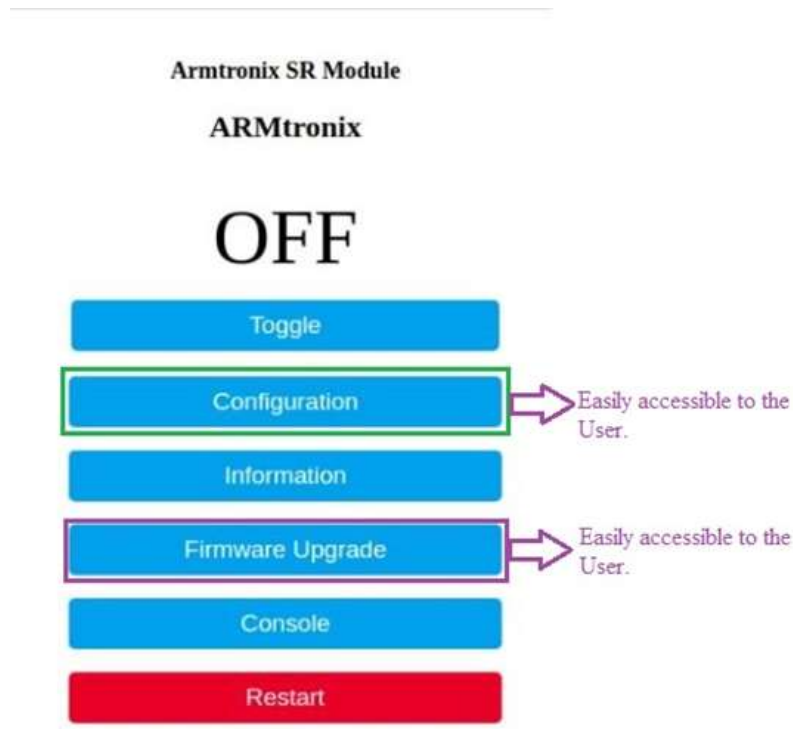 Armtronix SR Module
ARMtronix
OFF
Toggle
Configuration
Easily accessible to the
User.
Information
Firmware Upgrade
Easily accessible to the
User.
Console
Restart